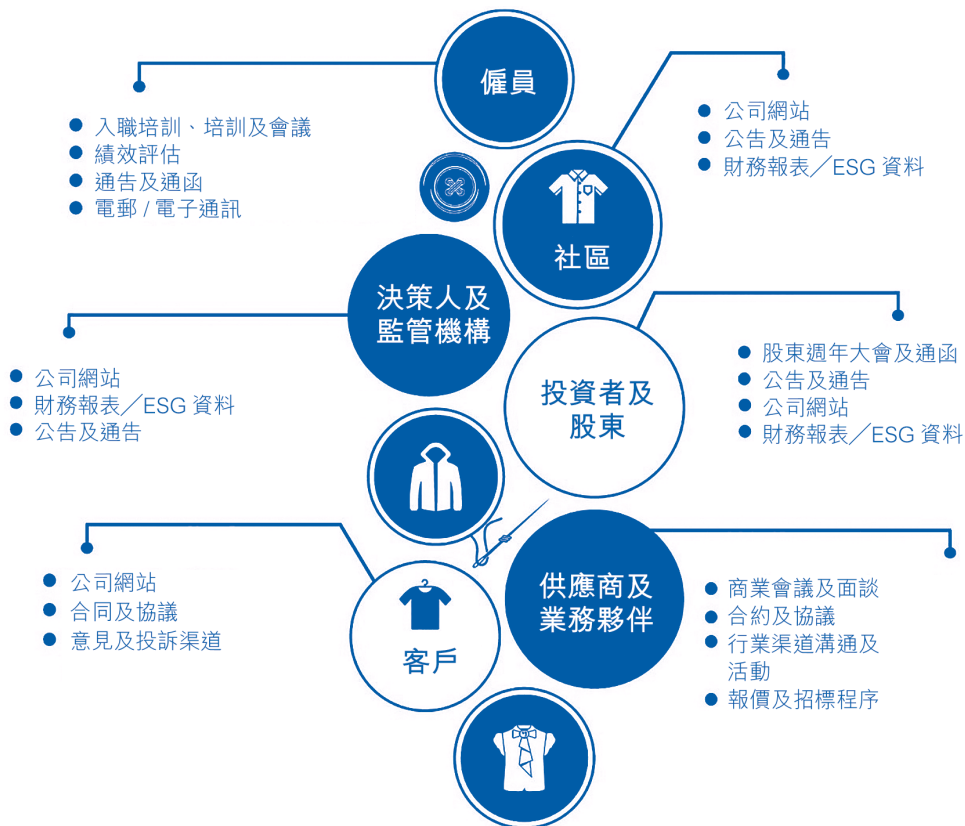 僱員
● 入職培訓、培訓及會議
● 績效評估
● 通告及通函
● 電郵 / 電子通訊
社區
● 公司網站
● 公告及通告
● 財務報表／ESG 資料
決策人及
監管機構
● 公司網站
● 財務報表／ESG 資料
● 公告及通告
投資者及
股東
● 股東週年大會及通函
● 公告及通告
● 公司網站
● 財務報表／ESG 資料
客戶
● 公司網站
● 合同及協議
● 意見及投訴渠道
供應商及
業務夥伴
● 商業會議及面談
● 合約及協議
● 行業渠道溝通及
活動
● 報價及招標程序